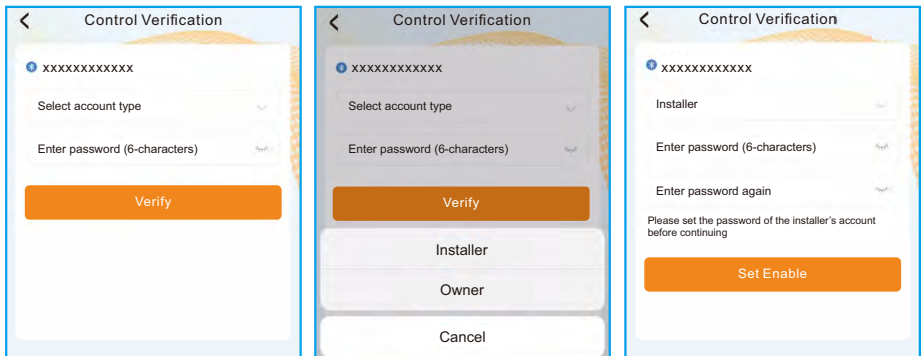 Control Verification
xxxxxxxxxxxx
Select account type
Enter password (6-characters)
Verify
Control Verification
xxxxxxxxxxxx
Select account type
Enter password (6-characters)
Verify
Installer
Owner
Cancel
Control Verification
xxxxxxxxxxxx
Installer
Enter password (6-characters)
Enter password again
Please set the password of the installer's account
before continuing
Set Enable